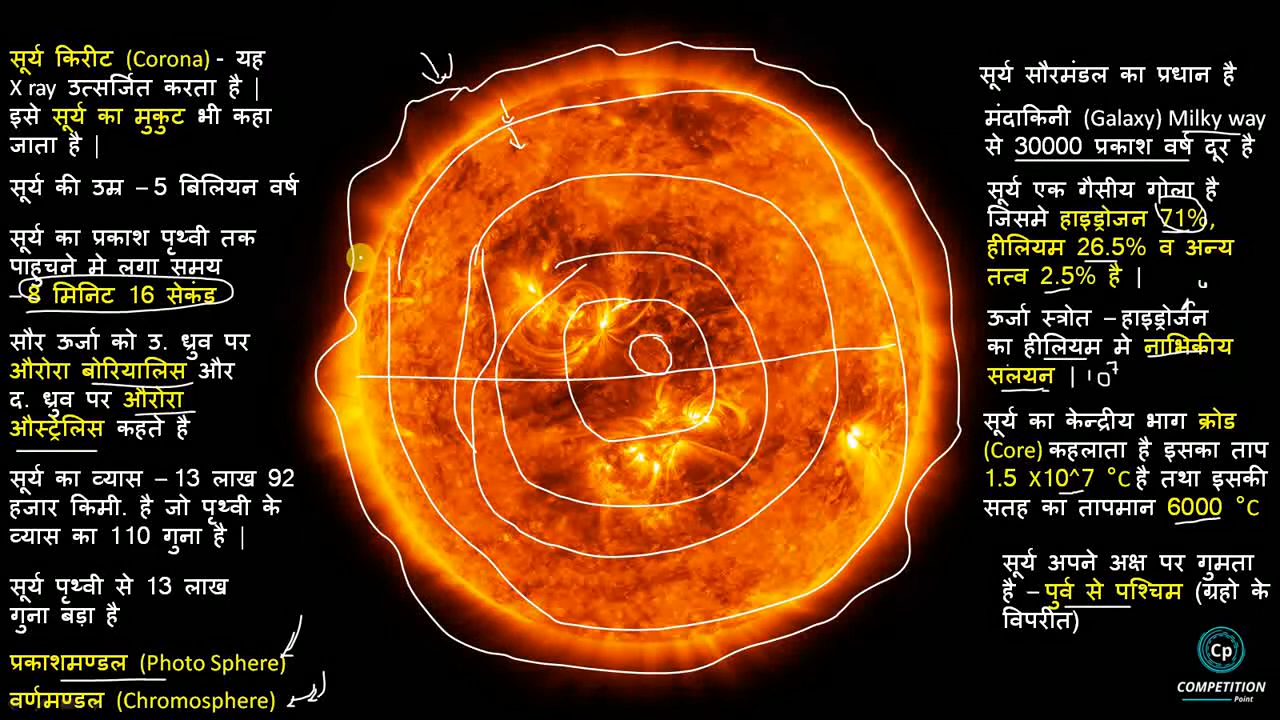 सूर्य किरीट (Corona) - यह
X ray उत्सर्जित करता है |
इसे सूर्य का मुकुट भी कहा
जाता है |
सूर्य की उम्र – 5 बिलियन वर्ष
सूर्य का प्रकाश पृथ्वी तक
पाहुचने मे लगा समय
– 8 मिनिट 16 सेकंड
सौर ऊर्जा को उ. ध्रुव पर
औरोरा बोरियालिस और
द. ध्रुव पर औरोरा
औस्ट्रेलिस कहते है
सूर्य का व्यास – 13 लाख 92
हजार किमी. है जो पृथ्वी के
व्यास का 110 गुना है |
सूर्य पृथ्वी से 13 लाख
गुना बड़ा है
प्रकाशमण्डल (Photo Sphere)
वर्णमण्डल (Chromosphere)
सूर्य सौरमंडल का प्रधान है
मंदाकिनी (Galaxy) Milky way
से 30000 प्रकाश वर्ष दूर है
सूर्य एक गैसीय गोला है
जिसमे हाइड्रोजन 71%,
हीलियम 26.5% व अन्य
तत्व 2.5% है |
ऊर्जा स्त्रोत – हाइड्रोजन
का हीलियम मे नाभिकीय
संलयन | 10^7
सूर्य का केन्द्रीय भाग क्रोड
(Core) कहलाता है इसका ताप
1.5 X10^7 °C है तथा इसकी
सतह का तापमान 6000 °C
सूर्य अपने अक्ष पर गुमता
है – पुर्व से पश्चिम (ग्रहो के
विपरीत)
Cp
COMPETITION
Point